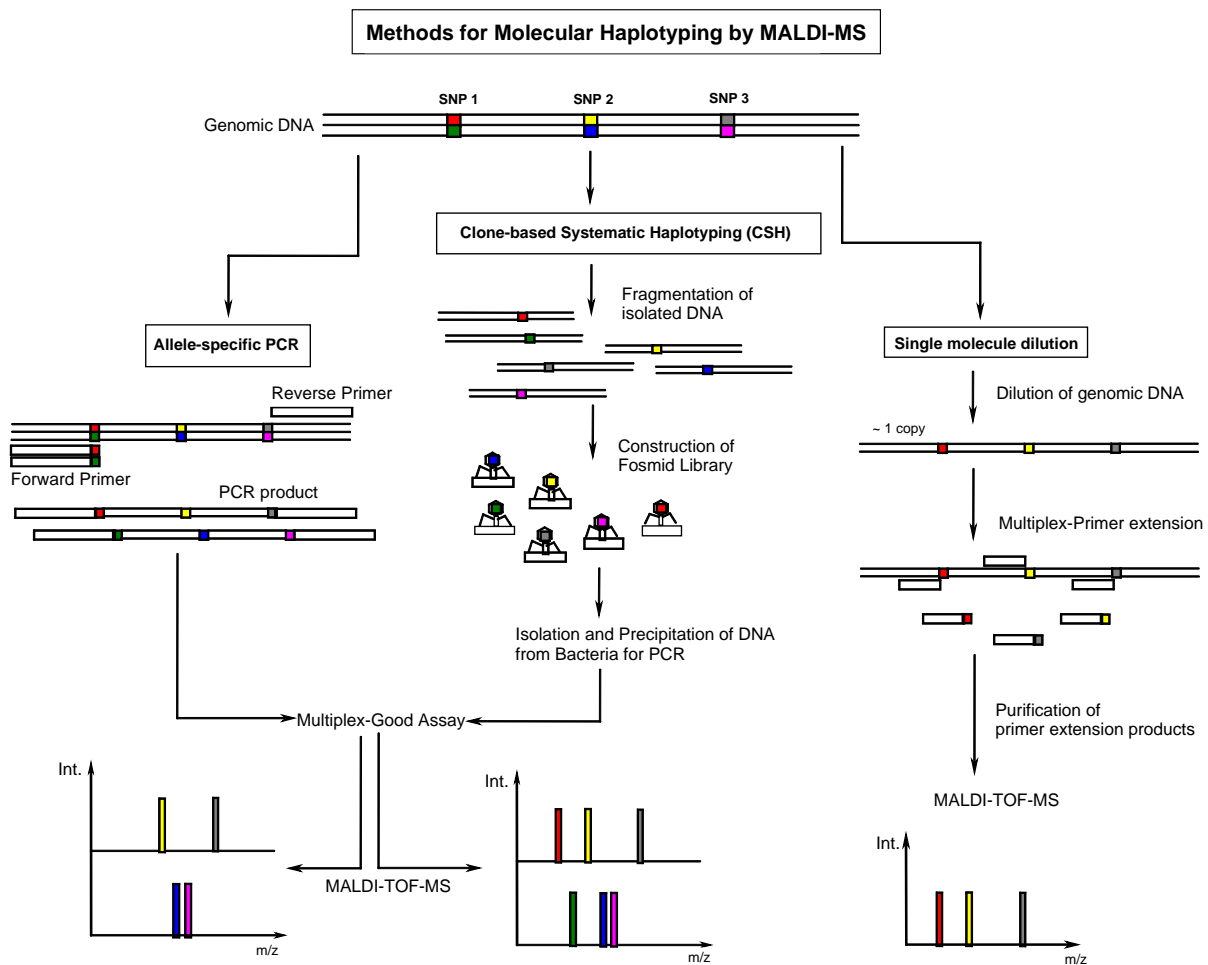 Methods for Molecular Haplotyping by MALDI-MS
SNP 1
SNP 2
SNP 3
Genomic DNA
Clone-based Systematic Haplotyping (CSH)
Fragmentation of
isolated DNA
Allele-specific PCR
Single molecule dilution
Reverse Primer
Dilution of genomic DNA
~ 1 copy
Construction of
Fosmid Library
Forward Primer
PCR product
Multiplex-Primer extension
Isolation and Precipitation of DNA
from Bacteria for PCR
Multiplex-Good Assay
Purification of
primer extension products
Int.
Int.
MALDI-TOF-MS
Int.
MALDI-TOF-MS
m/z
m/z
m/z